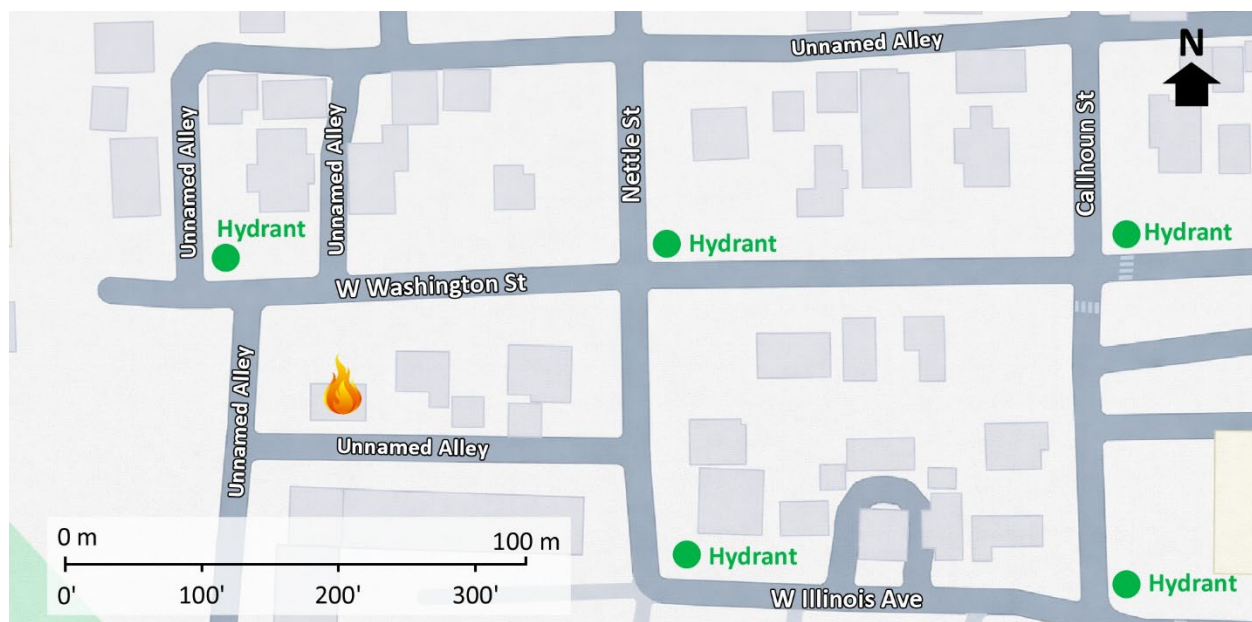 N
Unnamed Alley
Unnamed Alley
Unnamed Alley
Nettle St
Callhoun St
Hydrant
Hydrant
Hydrant
W Washington St
Unnamed Alley
Unnamed Alley
0 m
100 m
0'
100'
200'
300'
Hydrant
Hydrant
W Illinois Ave